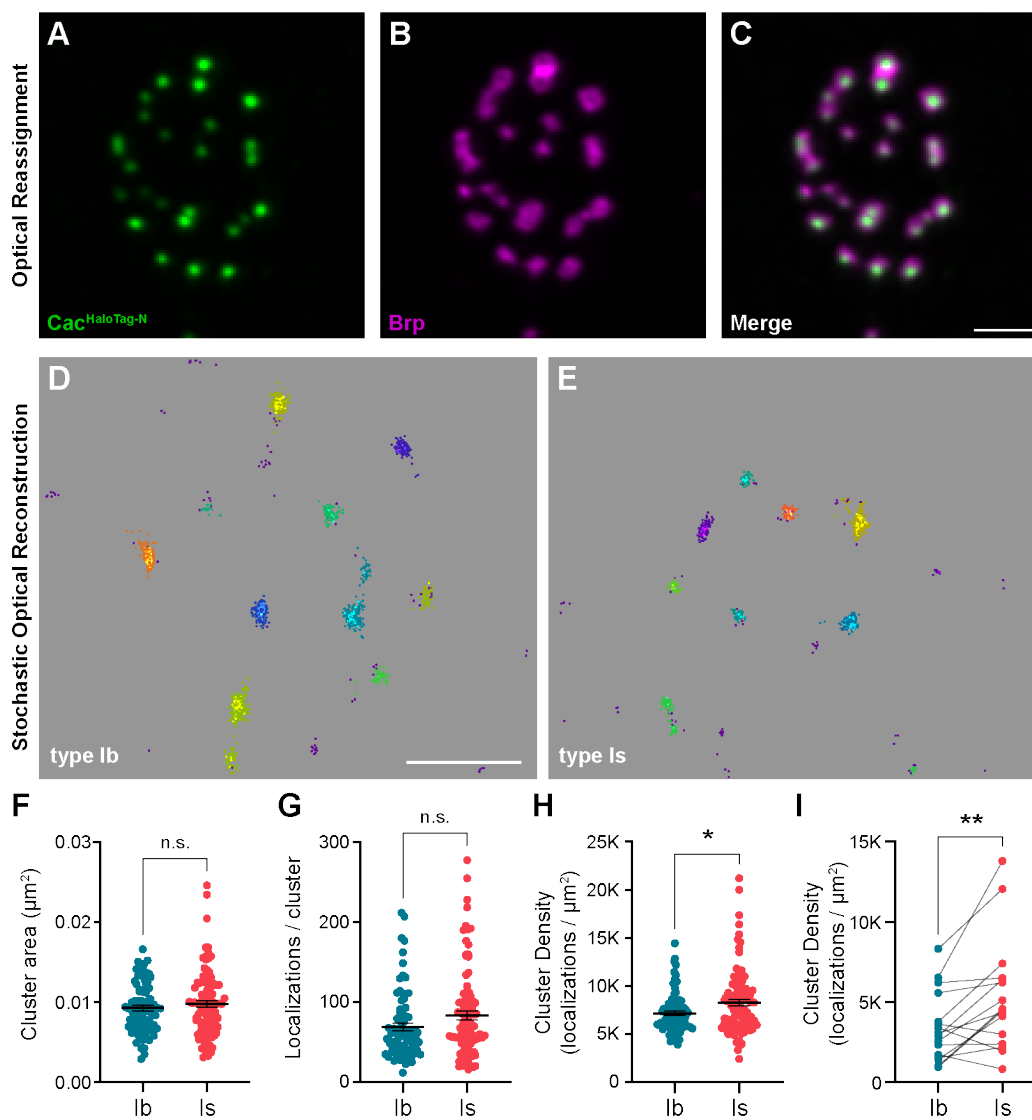 Optical Reassignment
A
B
C
Cac^HaloTag-N
Brp
Merge
Stochastic Optical Reconstruction
D
E
type Ib
type Is
F
G
H
I
Cluster area (µm²)
0.03
0.02
0.01
0.00
n.s.
Ib
Is
Localizations / cluster
300
200
100
0
n.s.
Ib
Is
Cluster Density
(localizations / µm²)
25K
20K
15K
10K
5K
0
*
Ib
Is
Cluster Density
(localizations / µm²)
15K
10K
5K
0
**
Ib
Is